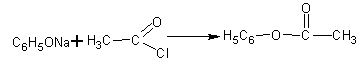 O O
C₆H₅ONa + H₃C Cl H₅C₆ O CH₃